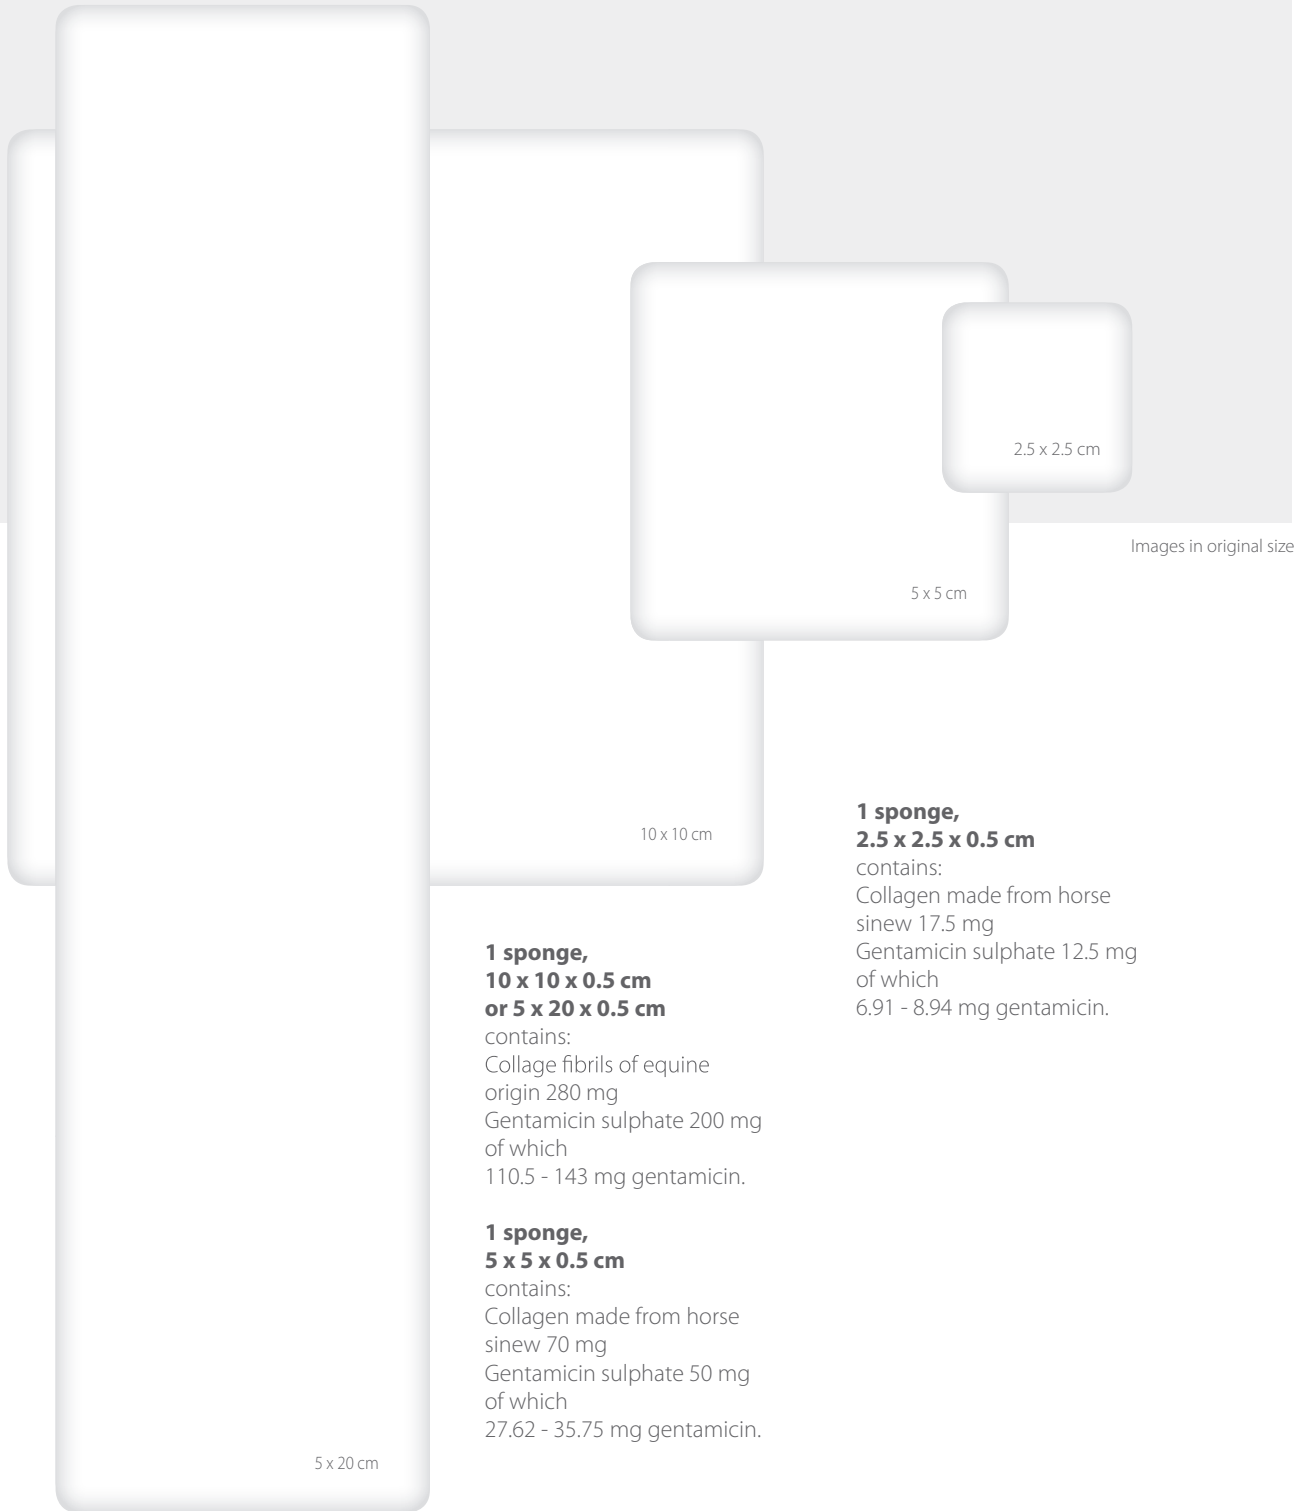 2.5 x 2.5 cm
Images in original size
5 x 5 cm
10 x 10 cm
5 x 20 cm
1 sponge,
10 x 10 x 0.5 cm
or 5 x 20 x 0.5 cm
contains:
Collage fibrils of equine
origin 280 mg
Gentamicin sulphate 200 mg
of which
110.5 - 143 mg gentamicin.
1 sponge,
5 x 5 x 0.5 cm
contains:
Collagen made from horse
sinew 70 mg
Gentamicin sulphate 50 mg
of which
27.62 - 35.75 mg gentamicin.
1 sponge,
2.5 x 2.5 x 0.5 cm
contains:
Collagen made from horse
sinew 17.5 mg
Gentamicin sulphate 12.5 mg
of which
6.91 - 8.94 mg gentamicin.